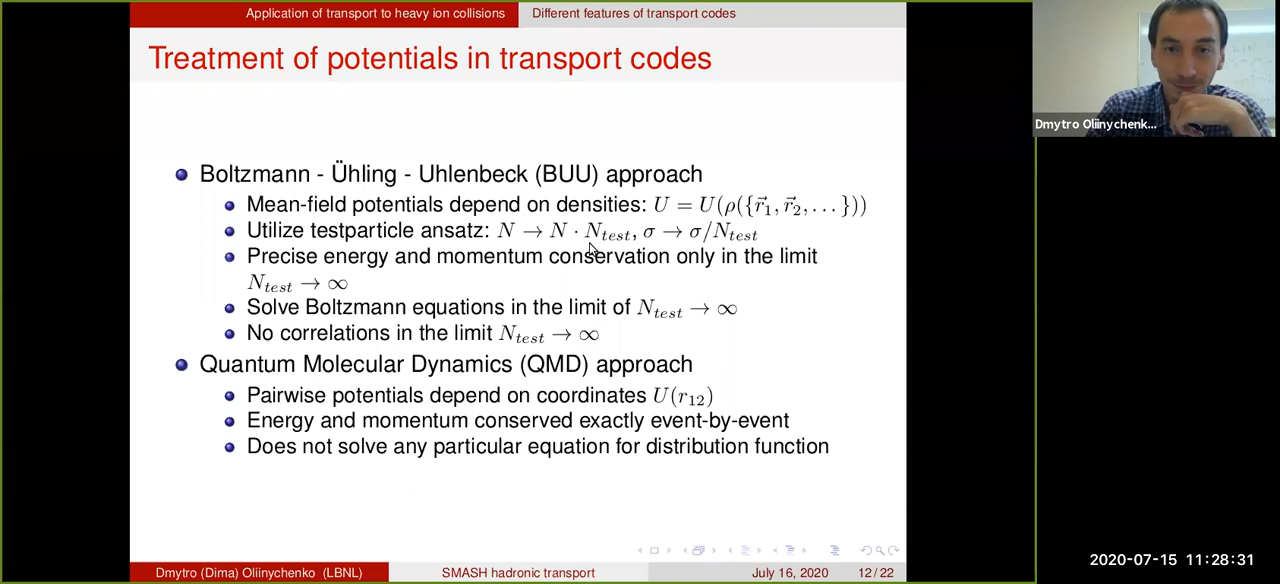 Application of transport to heavy ion collisions Different features of transport codes
Treatment of potentials in transport codes
Boltzmann - Ühling - Uhlenbeck (BUU) approach
Mean-field potentials depend on densities: U = U(ρ({r⃗₁, r⃗₂, . . . }))
Utilize testparticle ansatz: N → N · N_test, σ → σ/N_test
Precise energy and momentum conservation only in the limit
N_test → ∞
Solve Boltzmann equations in the limit of N_test → ∞
No correlations in the limit N_test → ∞
Quantum Molecular Dynamics (QMD) approach
Pairwise potentials depend on coordinates U(r₁₂)
Energy and momentum conserved exactly event-by-event
Does not solve any particular equation for distribution function
Dmytro (Dima) Oliinychenko (LBNL) SMASH hadronic transport July 16, 2020 12 / 22
Dmytro Oliinychenk...
2020-07-15 11:28:31